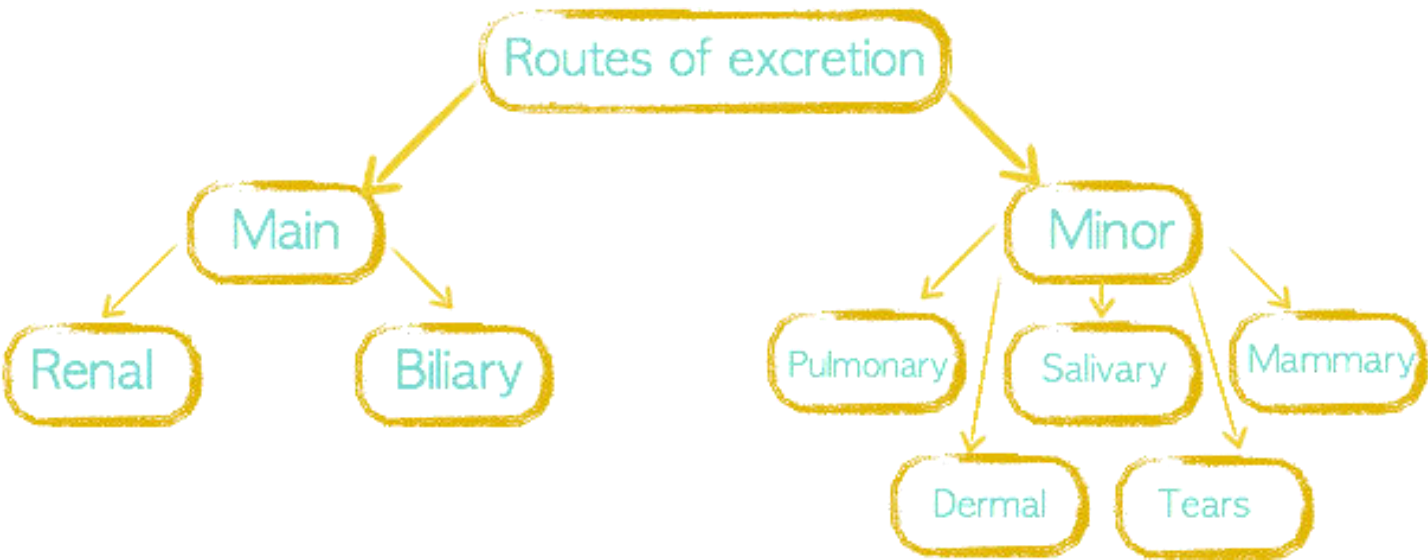 Routes of excretion
Main
Minor
Renal
Biliary
Pulmonary
Salivary
Mammary
Dermal
Tears